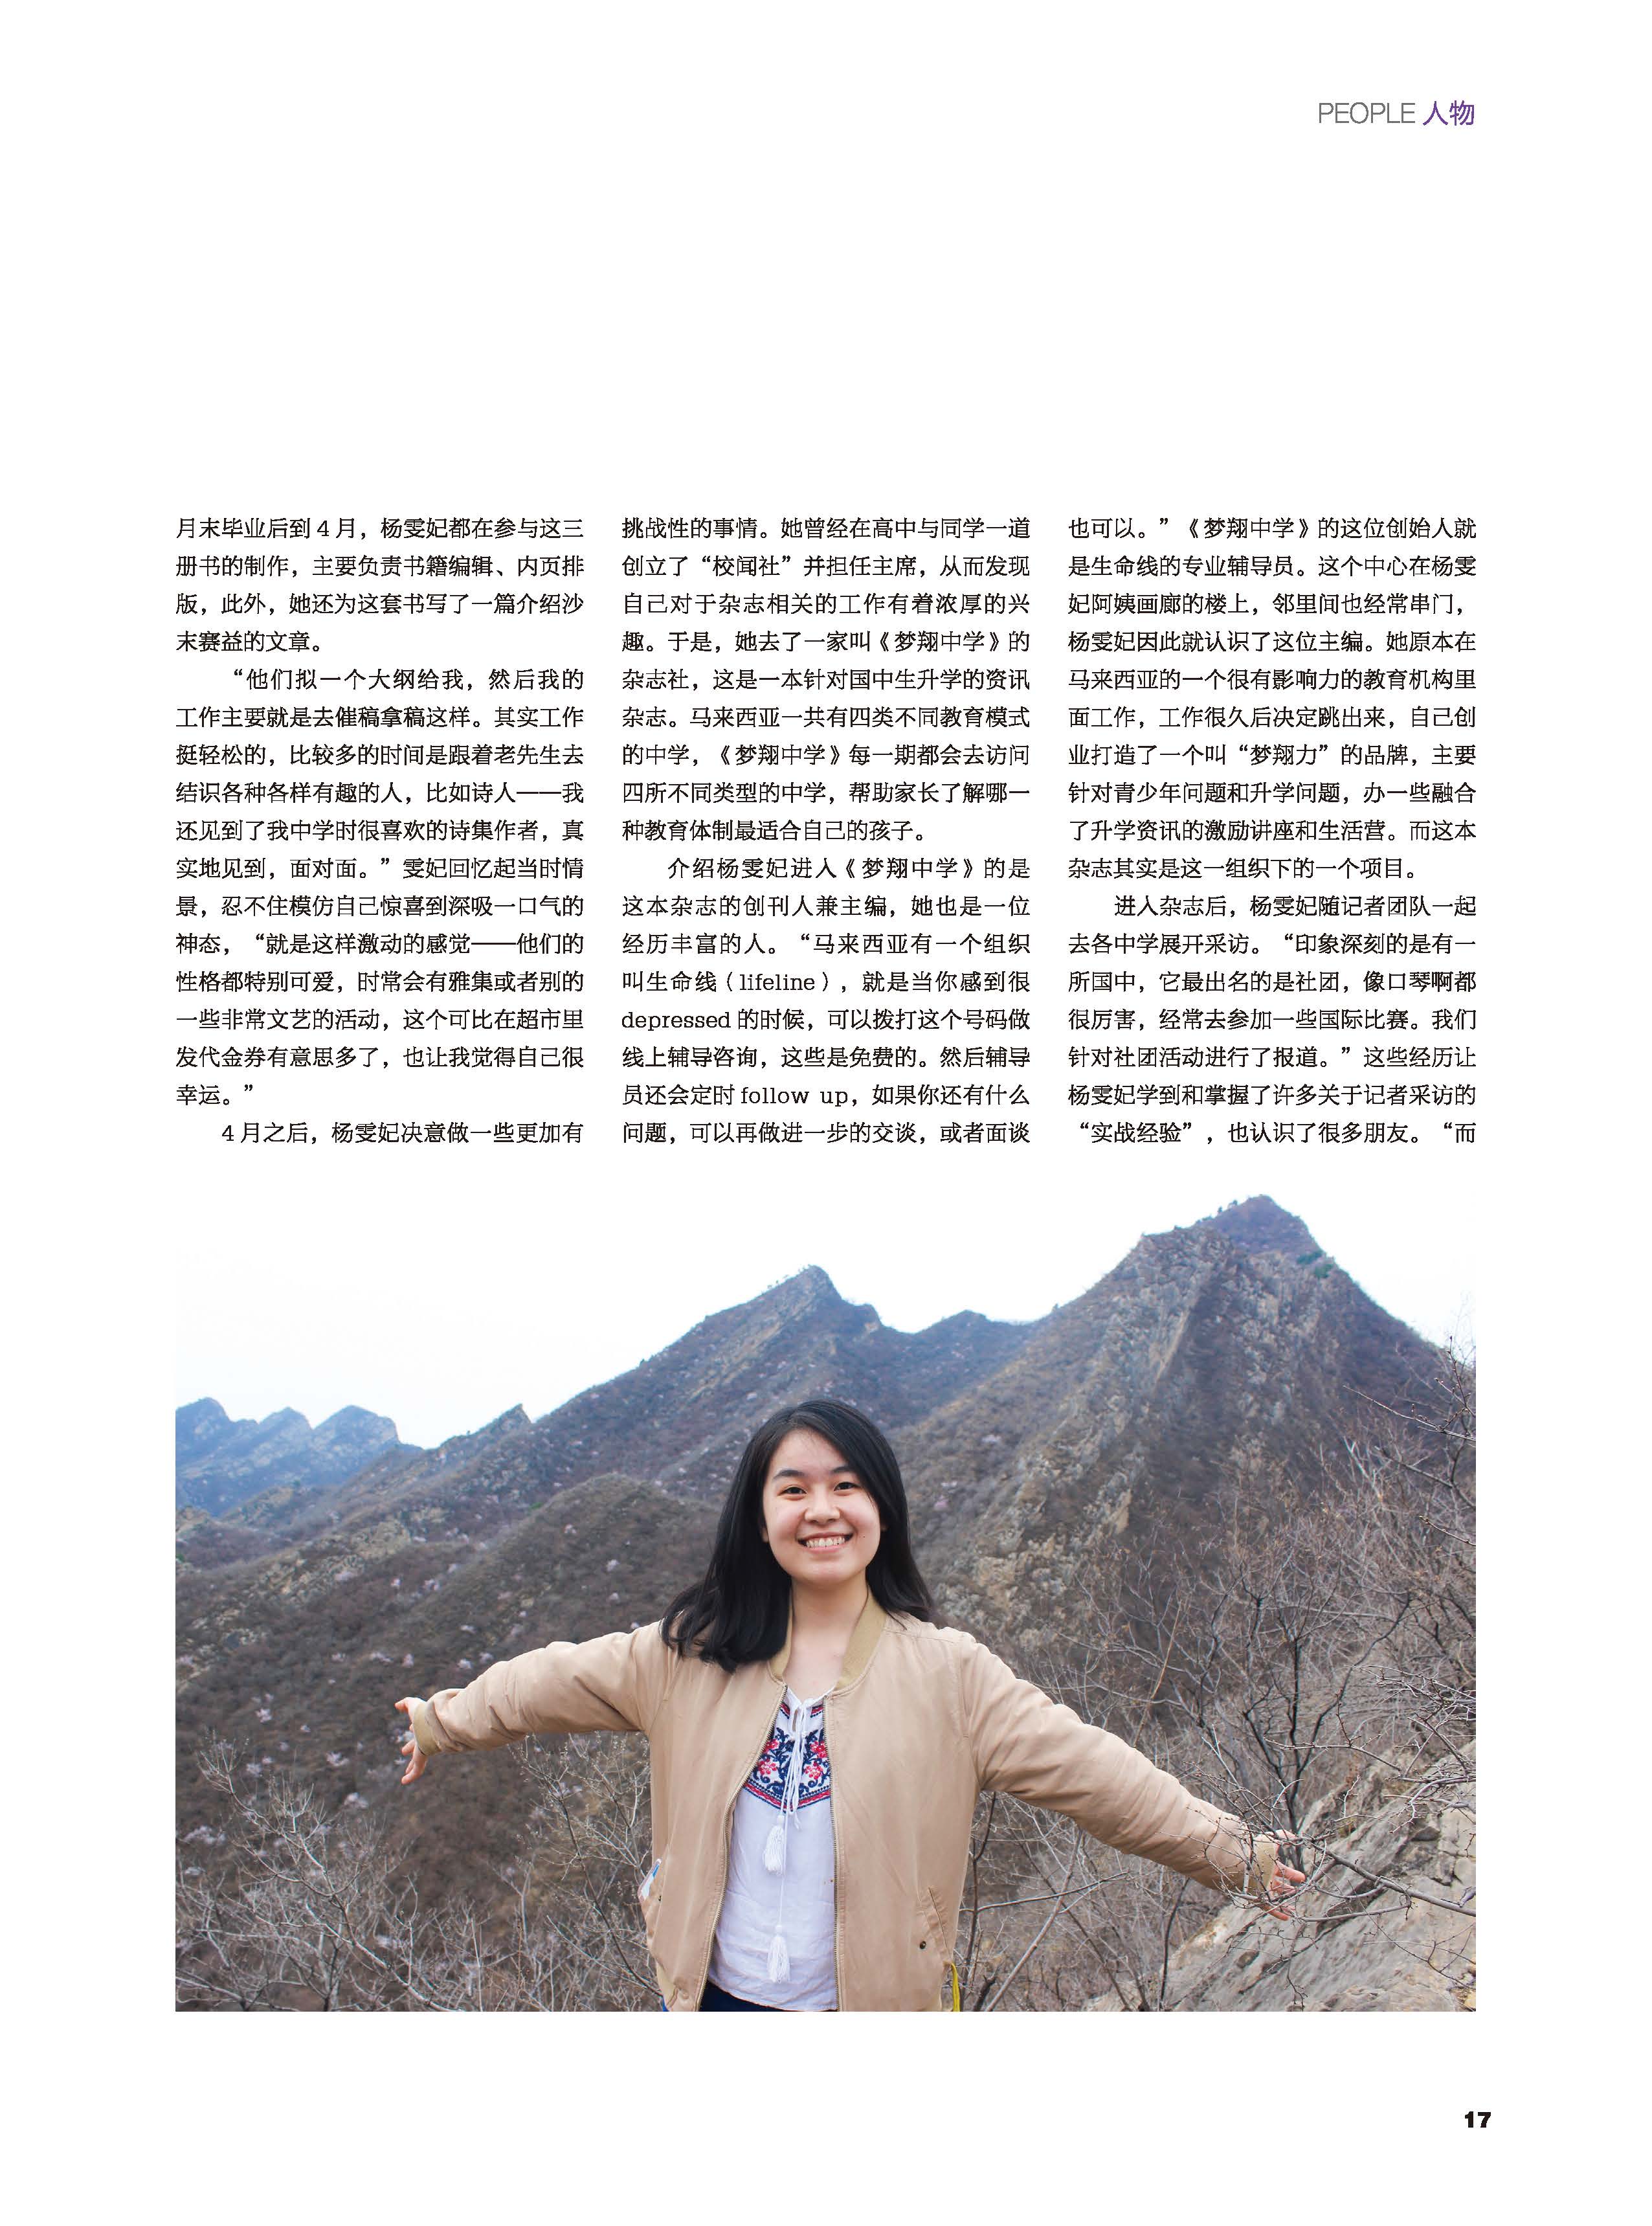 PEOPLE 人物
月末毕业后到 4 月，杨雯妃都在参与这三
册书的制作，主要负责书籍编辑、内页排
版，此外，她还为这套书写了一篇介绍沙
末赛益的文章。
“他们拟一个大纲给我，然后我的
工作主要就是去催稿拿稿这样。其实工作
挺轻松的，比较多的时间是跟着老先生去
结识各种各样有趣的人，比如诗人——我
还见到了我中学时很喜欢的诗集作者，真
实地见到，面对面。”雯妃回忆起当时情
景，忍不住模仿自己惊喜到深吸一口气的
神态，“就是这样激动的感觉——他们的
性格都特别可爱，时常会有雅集或者别的
一些非常文艺的活动，这个可比在超市里
发代金券有意思多了，也让我觉得自己很
幸运。”
4 月之后，杨雯妃决意做一些更加有
挑战性的事情。她曾经在高中与同学一道
创立了“校闻社”并担任主席，从而发现
自己对于杂志相关的工作有着浓厚的兴
趣。于是，她去了一家叫《梦翔中学》的
杂志社，这是一本针对国中生升学的资讯
杂志。马来西亚一共有四类不同教育模式
的中学，《梦翔中学》每一期都会去访问
四所不同类型的中学，帮助家长了解哪一
种教育体制最适合自己的孩子。
介绍杨雯妃进入《梦翔中学》的是
这本杂志的创刊人兼主编，她也是一位
经历丰富的人。“马来西亚有一个组织
叫生命线（lifeline），就是当你感到很
depressed 的时候，可以拨打这个号码做
线上辅导咨询，这些是免费的。然后辅导
员还会定时 follow up，如果你还有什么
问题，可以再做进一步的交谈，或者面谈
也可以。”《梦翔中学》的这位创始人就
是生命线的专业辅导员。这个中心在杨雯
妃阿姨画廊的楼上，邻里间也经常串门，
杨雯妃因此就认识了这位主编。她原本在
马来西亚的一个很有影响力的教育机构里
面工作，工作很久后决定跳出来，自己创
业打造了一个叫“梦翔力”的品牌，主要
针对青少年问题和升学问题，办一些融合
了升学资讯的激励讲座和生活营。而这本
杂志其实是这一组织下的一个项目。
进入杂志后，杨雯妃随记者团队一起
去各中学展开采访。“印象深刻的是有一
所国中，它最出名的是社团，像口琴啊都
很厉害，经常去参加一些国际比赛。我们
针对社团活动进行了报道。”这些经历让
杨雯妃学到和掌握了许多关于记者采访的
“实战经验”，也认识了很多朋友。“而
17